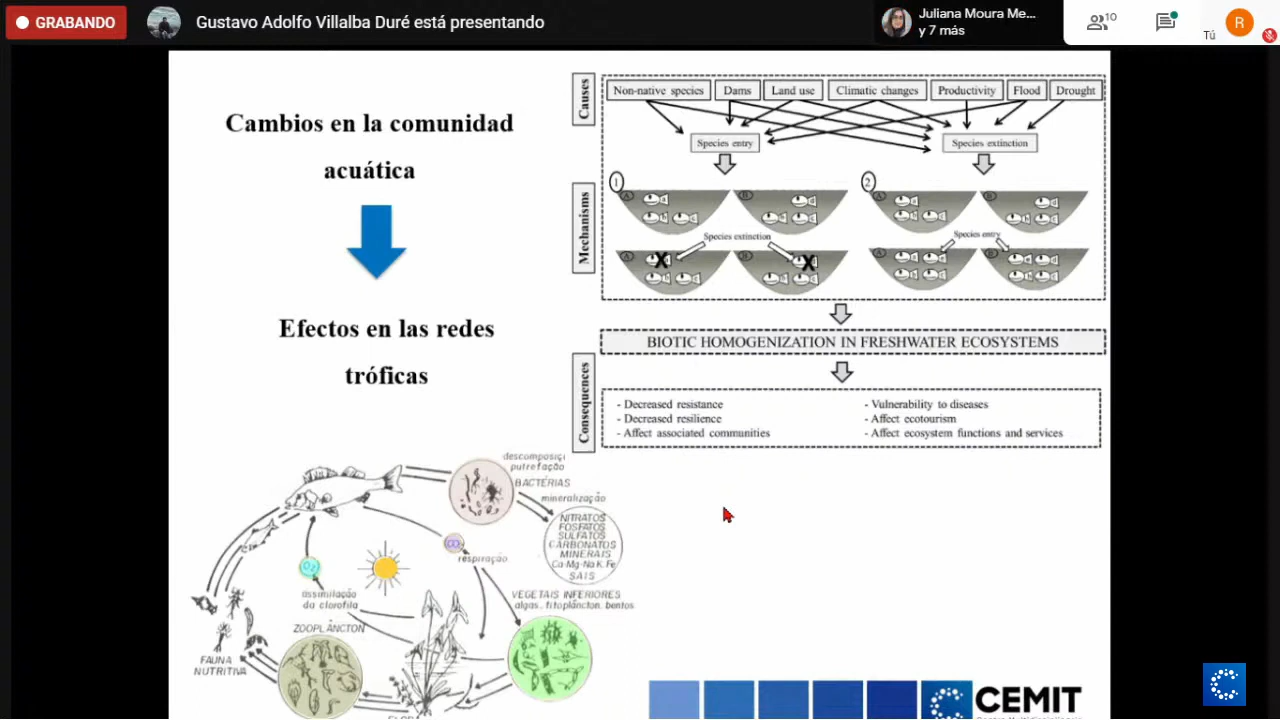 GRABANDO
Gustavo Adolfo Villalba Duré está presentando
Juliana Moura Me...
y 7 más
10
Tú
R
Cambios en la comunidad
acuática
Efectos en las redes
tróficas
Causes
Non-native species
Dams
Land use
Climatic changes
Productivity
Flood
Drought
Species entry
Species extinction
Mechanisms
1
A
B
Species extinction
A
B
2
A
B
Species entry
A
B
BIOTIC HOMOGENIZATION IN FRESHWATER ECOSYSTEMS
Consequences
- Decreased resistance
- Decreased resilience
- Affect associated communities
- Vulnerability to diseases
- Affect ecotourism
- Affect ecosystem functions and services
putrefação
BACTÉRIAS
mineralização
NITRATOS
FOSFATOS
SULFATOS
CARBONATOS
MINERAIS
Ca-Mg-Na K. Fe
SAIS
CO₂
respiração
O₂
assimilação
da clorofila
VEGETAIS INFERIORES
algas.. fitoplâncton. bentos
ZOOPLÂNCTON
FAUNA
NUTRITIVA
CEMIT